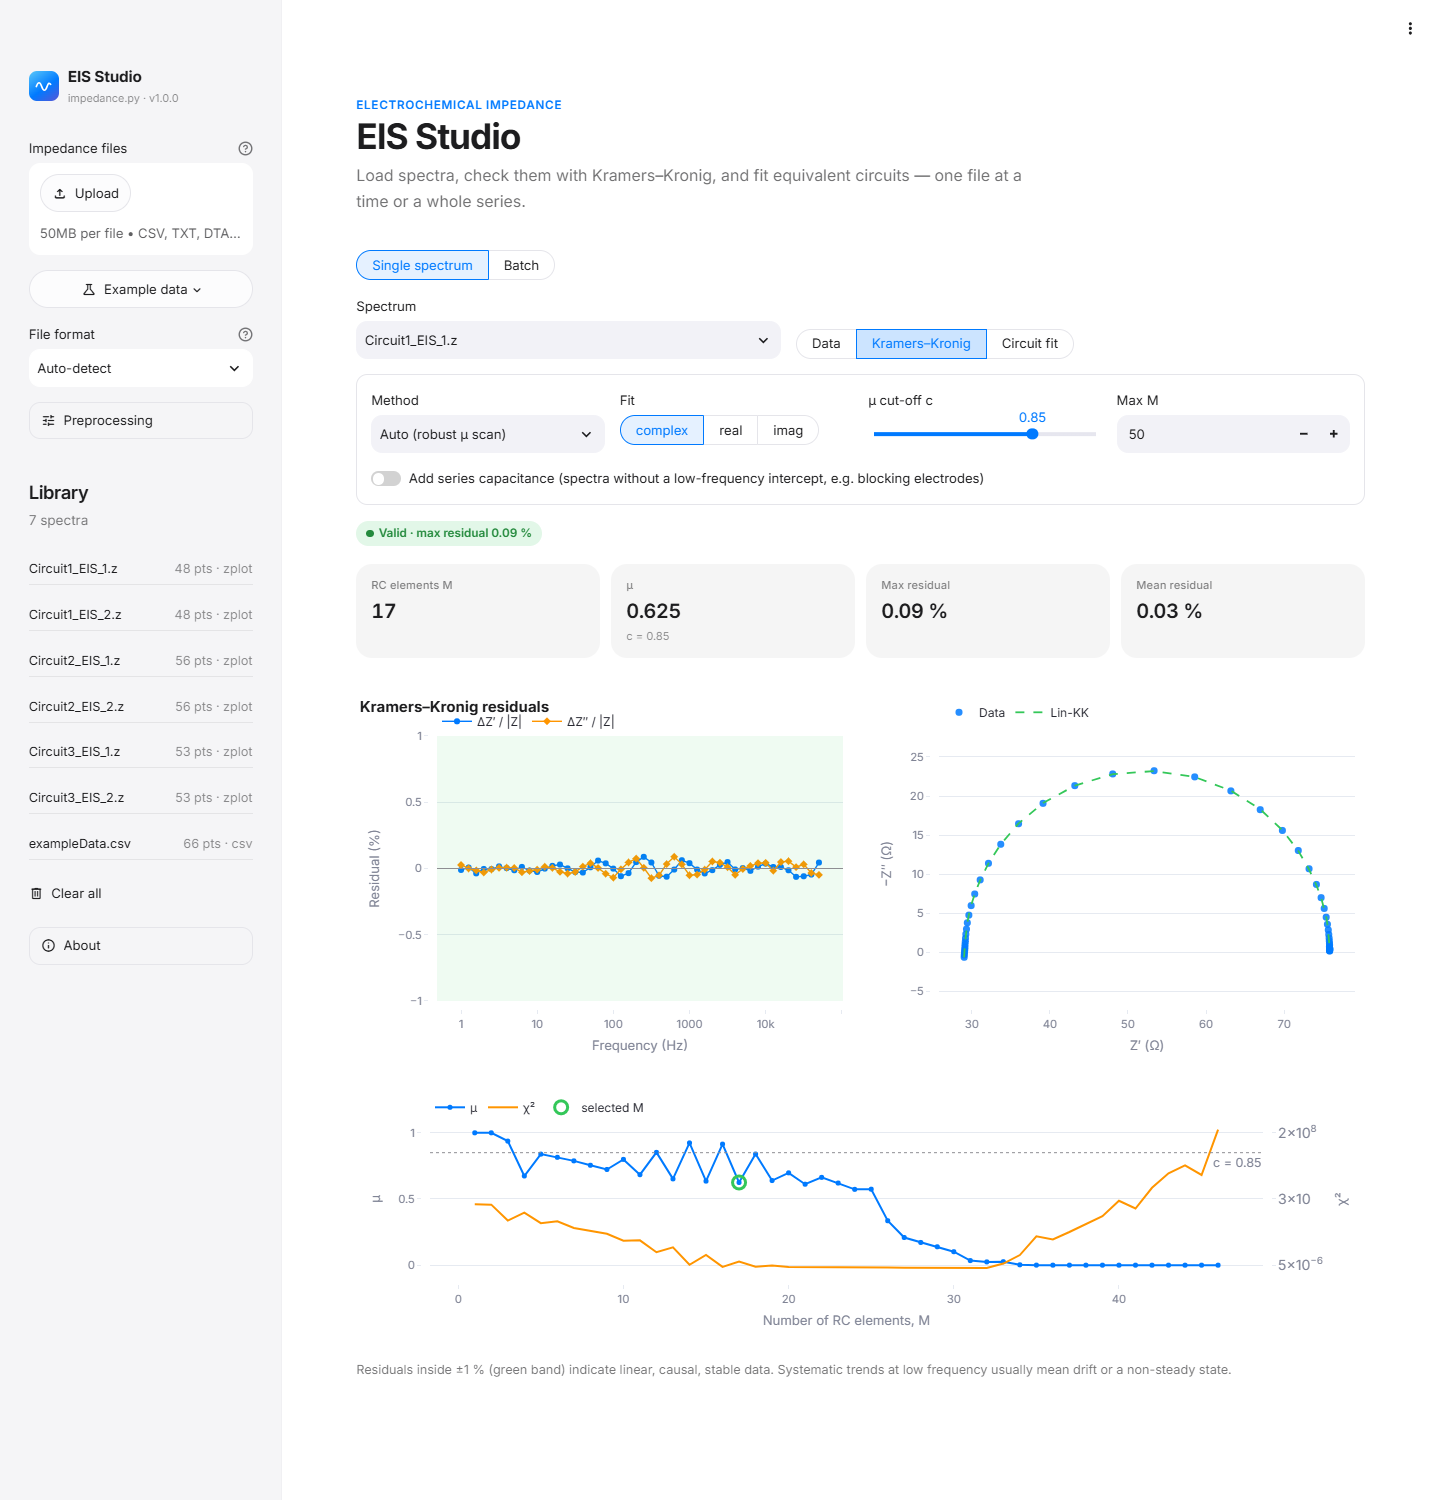 EIS Studio
impedance.py · v1.0.0
Impedance files
Upload
50MB per file • CSV, TXT, DTA...
Example data
File format
Auto-detect
Preprocessing
Library
7 spectra
Circuit1_EIS_1.z 48 pts · zplot
Circuit1_EIS_2.z 48 pts · zplot
Circuit2_EIS_1.z 56 pts · zplot
Circuit2_EIS_2.z 56 pts · zplot
Circuit3_EIS_1.z 53 pts · zplot
Circuit3_EIS_2.z 53 pts · zplot
exampleData.csv 66 pts · csv
Clear all
About
ELECTROCHEMICAL IMPEDANCE
EIS Studio
Load spectra, check them with Kramers–Kronig, and fit equivalent circuits — one file at a
time or a whole series.
Single spectrum Batch
Spectrum
Circuit1_EIS_1.z
Data Kramers–Kronig Circuit fit
Method Fit μ cut-off c Max M
Auto (robust μ scan) complex real imag 0.85 50
Add series capacitance (spectra without a low-frequency intercept, e.g. blocking electrodes)
Valid · max residual 0.09 %
RC elements M
17
μ
0.625
c = 0.85
Max residual
0.09 %
Mean residual
0.03 %
Kramers–Kronig residuals
ΔZ′ / |Z| ΔZ″ / |Z|
1
0.5
0
−0.5
−1
Residual (%)
1 10 100 1000 10k
Frequency (Hz)
Data Lin-KK
25
20
15
10
5
0
−5
−Z″ (Ω)
30 40 50 60 70
Z′ (Ω)
μ χ² selected M
1
0.5
0
μ
c = 0.85
2×10⁸
3×10
5×10⁻⁶
χ²
0 10 20 30 40
Number of RC elements, M
Residuals inside ±1 % (green band) indicate linear, causal, stable data. Systematic trends at low frequency usually mean drift or a non-steady state.